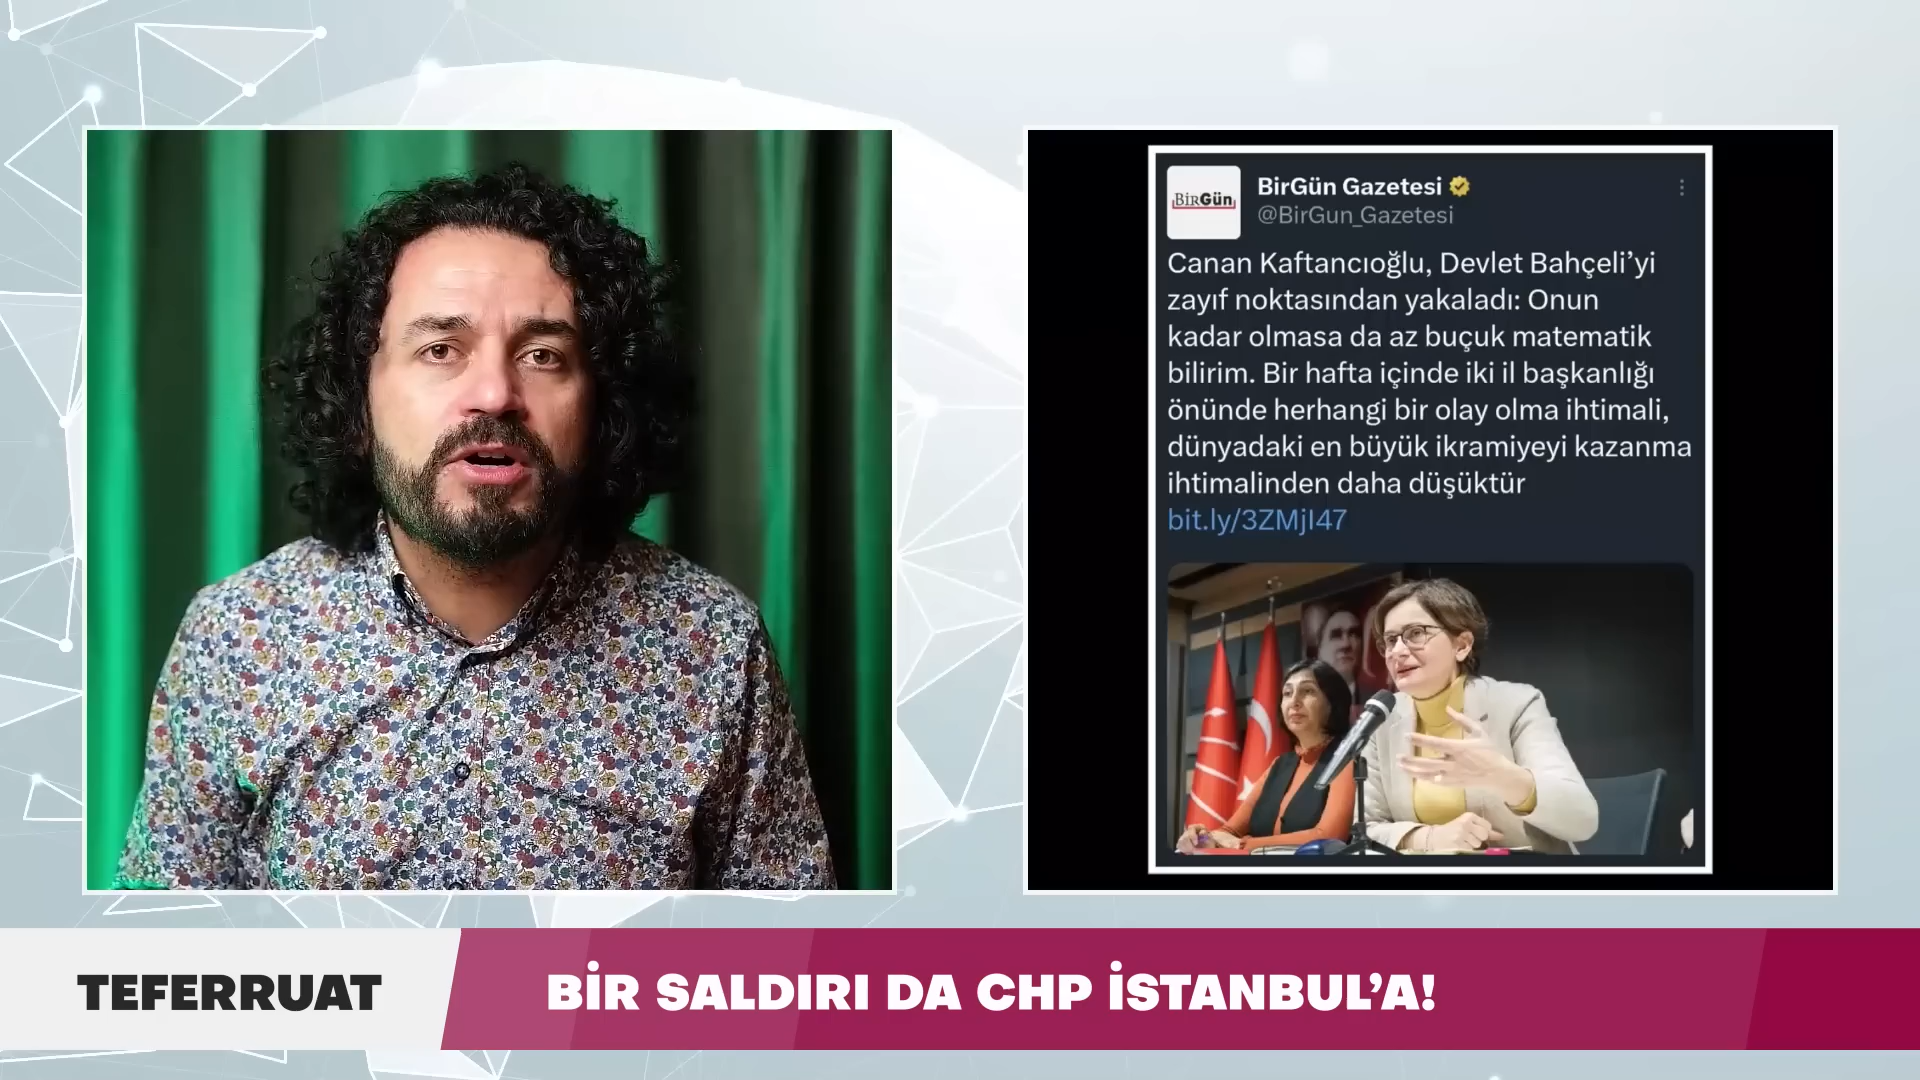 BirGün
BirGün Gazetesi
@BirGun_Gazetesi
Canan Kaftancıoğlu, Devlet Bahçeli’yi
zayıf noktasından yakaladı: Onun
kadar olmasa da az buçuk matematik
bilirim. Bir hafta içinde iki il başkanlığı
önünde herhangi bir olay olma ihtimali,
dünyadaki en büyük ikramiyeyi kazanma
ihtimalinden daha düşüktür
bit.ly/3ZMjI47
TEFERRUAT
BİR SALDIRI DA CHP İSTANBUL’A!